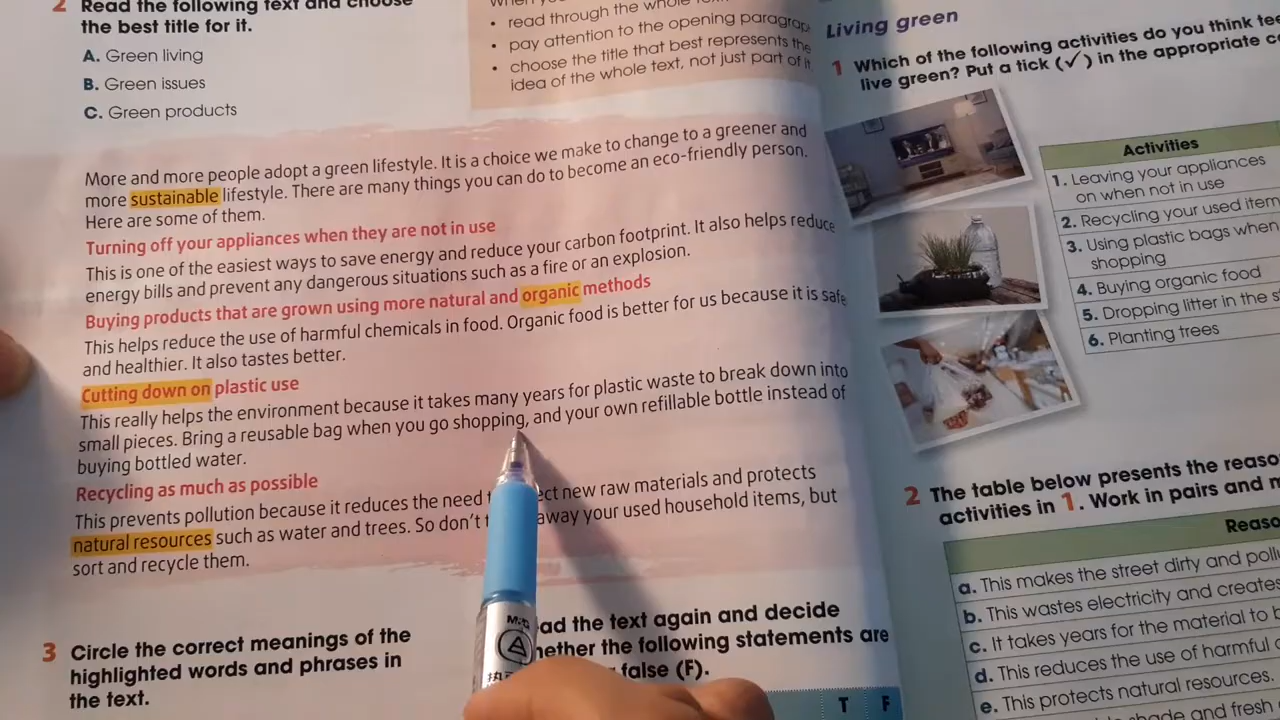 2 Read the following text and choose
the best title for it.
A. Green living
B. Green issues
C. Green products
• read through the whole
• pay attention to the opening paragrap
• choose the title that best represents the
idea of the whole text, not just part of it
More and more people adopt a green lifestyle. It is a choice we make to change to a greener and
more sustainable lifestyle. There are many things you can do to become an eco-friendly person.
Here are some of them.
Turning off your appliances when they are not in use
This is one of the easiest ways to save energy and reduce your carbon footprint. It also helps reduce
energy bills and prevent any dangerous situations such as a fire or an explosion.
Buying products that are grown using more natural and organic methods
This helps reduce the use of harmful chemicals in food. Organic food is better for us because it is safe
and healthier. It also tastes better.
Cutting down on plastic use
This really helps the environment because it takes many years for plastic waste to break down into
small pieces. Bring a reusable bag when you go shopping, and your own refillable bottle instead of
buying bottled water.
Recycling as much as possible
This prevents pollution because it reduces the need ect new raw materials and protects
natural resources such as water and trees. So don't away your used household items, but
sort and recycle them.
3 Circle the correct meanings of the
highlighted words and phrases in
the text.
ad the text again and decide
hether the following statements are
false (F).
T F
M&G
Living green
1 Which of the following activities do you think tee
live green? Put a tick (✓) in the appropriate c
Activities
1. Leaving your appliances
on when not in use
2. Recycling your used item
3. Using plastic bags when
shopping
4. Buying organic food
5. Dropping litter in the s
6. Planting trees
2 The table below presents the reaso
activities in 1. Work in pairs and m
Reaso
a. This makes the street dirty and poll
b. This wastes electricity and creates
c. It takes years for the material to b
d. This reduces the use of harmful
e. This protects natural resources.
shade and fresh